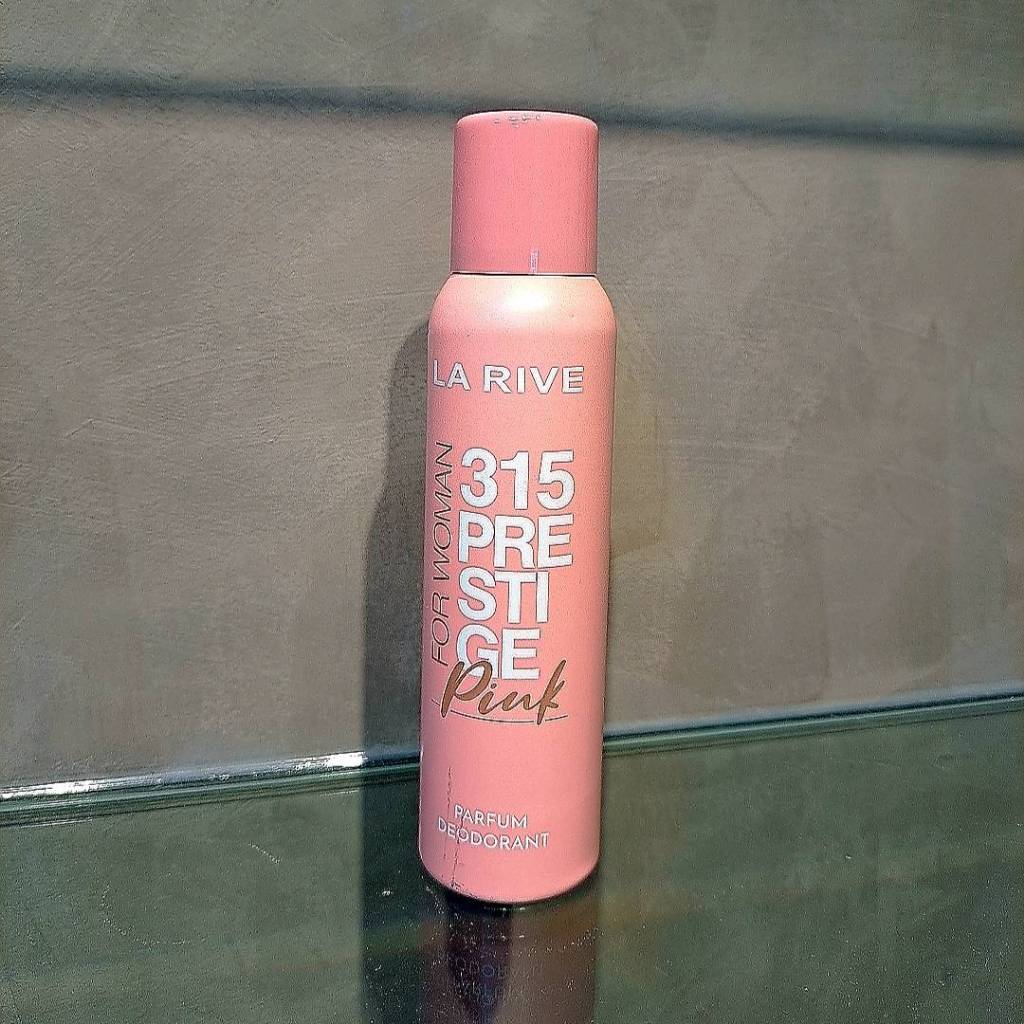 LA RIVE
FOR WOMAN
315
PRE
STI
GE
Pink
PARFUM
DEODORANT